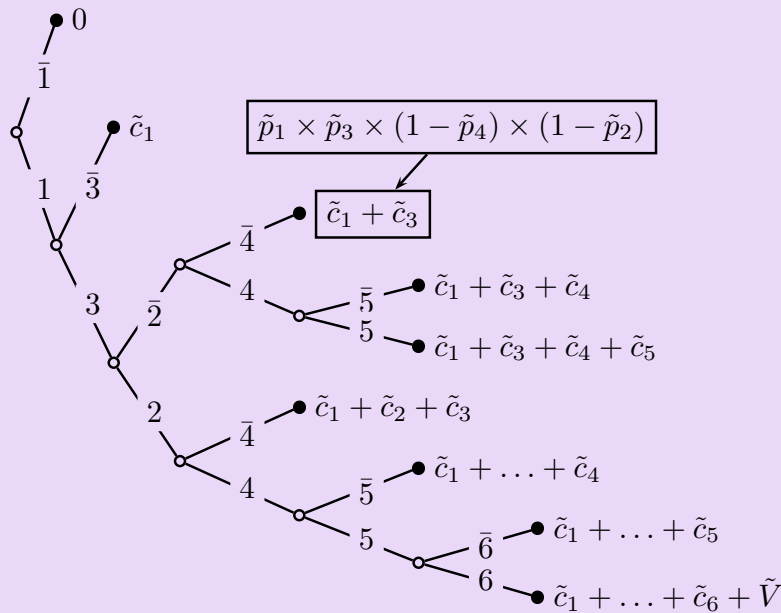 0
1̄
c̃₁
p̃₁ × p̃₃ × (1 − p̃₄) × (1 − p̃₂)
1
3̄
c̃₁ + c̃₃
4̄
4
5̄
c̃₁ + c̃₃ + c̃₄
3
2̄
5
c̃₁ + c̃₃ + c̃₄ + c̃₅
2
4̄
c̃₁ + c̃₂ + c̃₃
4
5̄
c̃₁ + … + c̃₄
5
6̄
c̃₁ + … + c̃₅
6
c̃₁ + … + c̃₆ + Ṽ